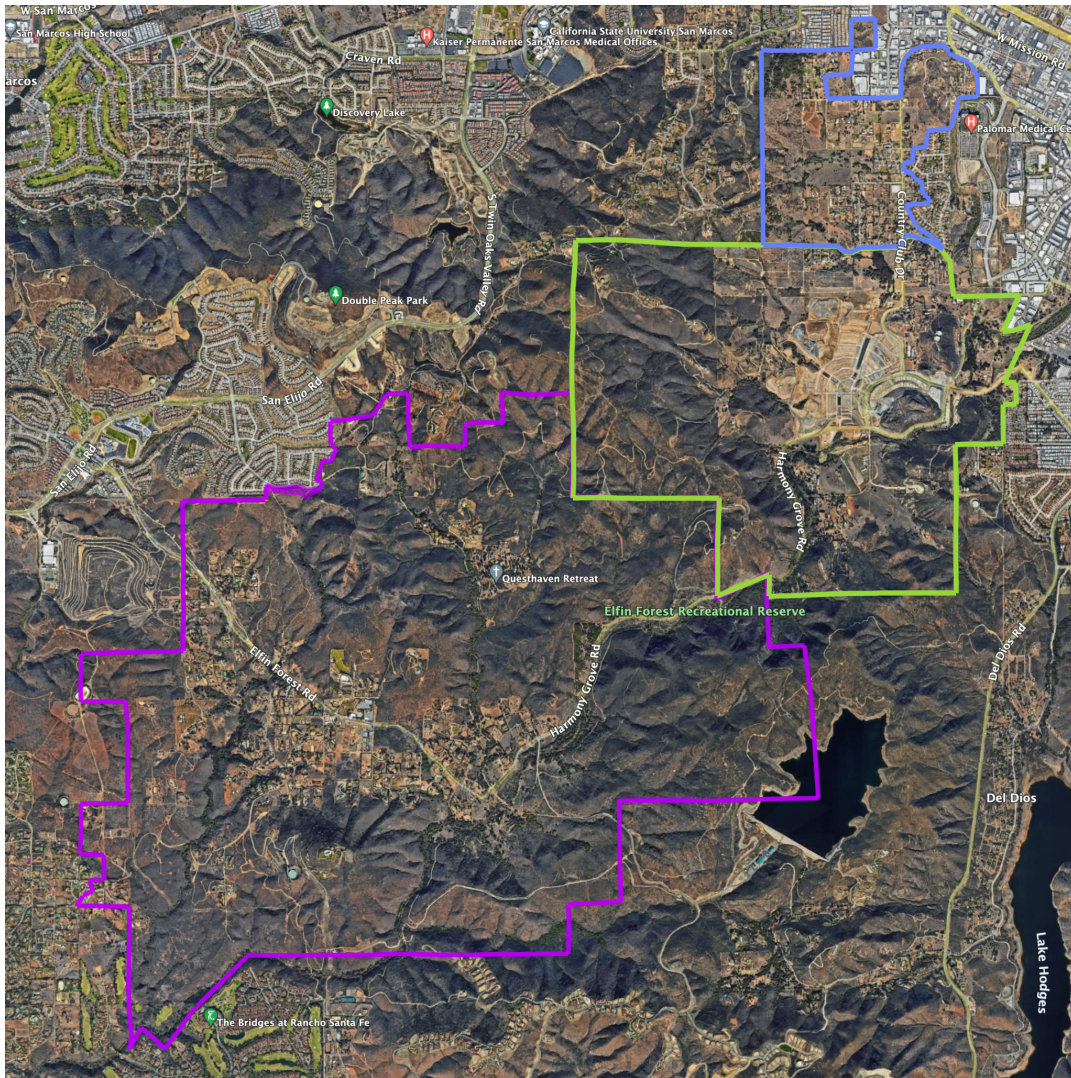 W San Marcos
San Marcos High School
California State University San Marcos
Kaiser Permanente San Marcos Medical Offices
W Mission Rd
Craven Rd
arcos
Discovery Lake
Palomar Medical Ce
S Twin Oaks Valley Rd
Country Club Dr
Double Peak Park
San Elijo Rd
San Elijo Rd
Harmony Grove Rd
Questhaven Retreat
Elfin Forest Recreational Reserve
Del Dios Rd
Elfin Forest Rd
Harmony Grove Rd
Del Dios
Lake Hodges
The Bridges at Rancho Santa Fe